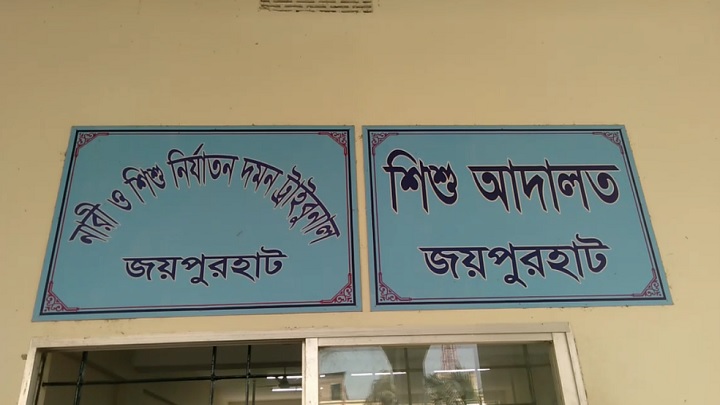 নারী ও শিশু নির্যাতন দমন ট্রাইবুনাল
জয়পুরহাট
শিশু আদালত
জয়পুরহাট